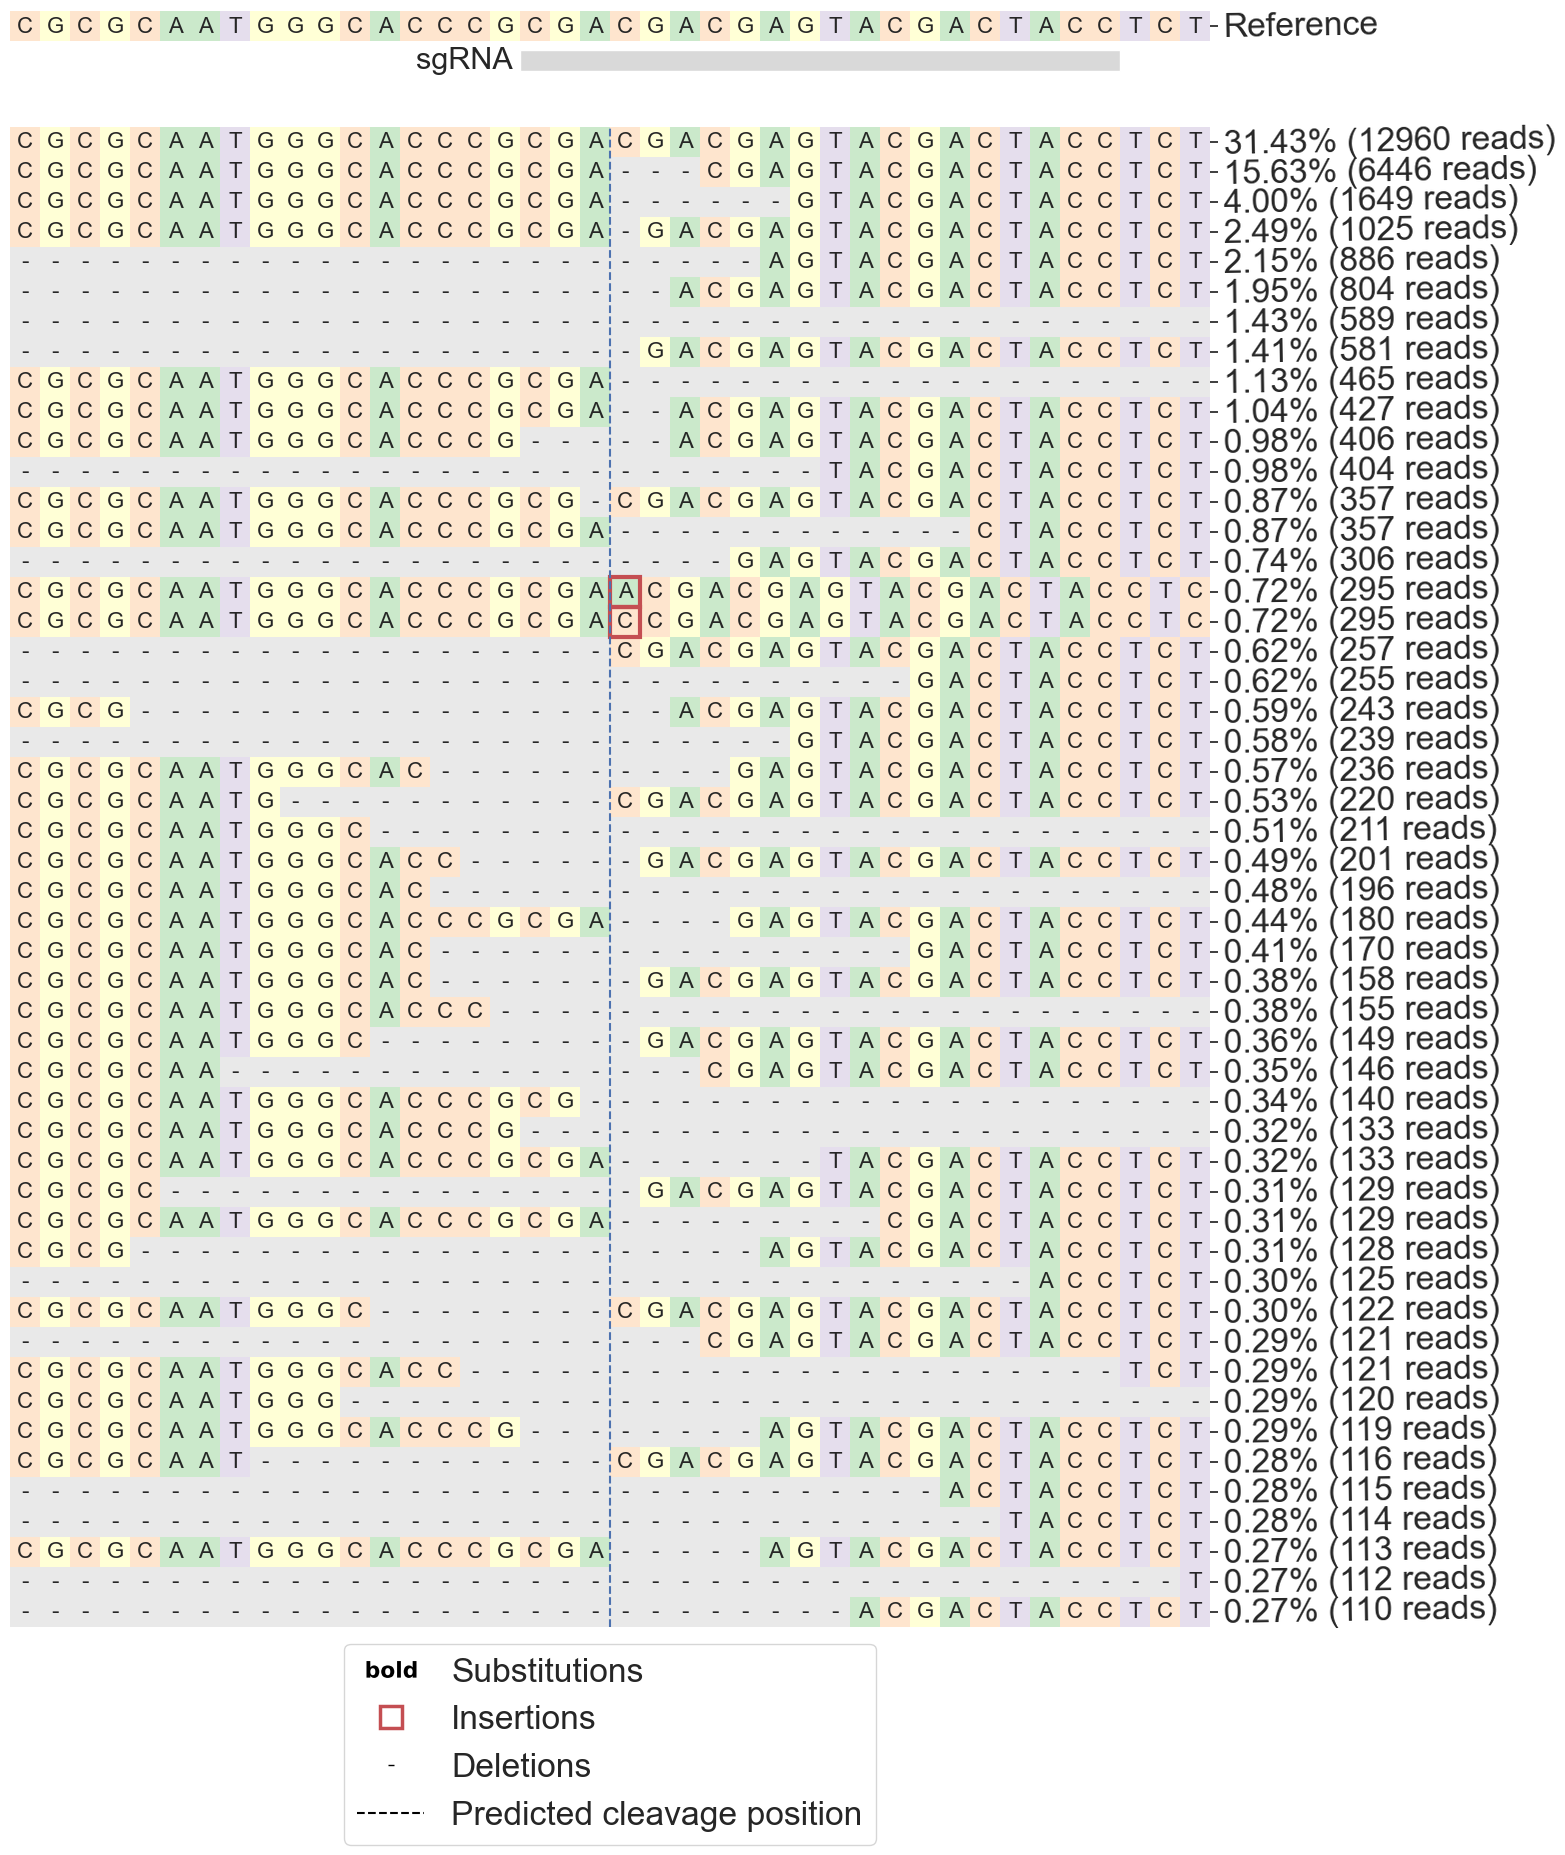 C G C G C A A T G G G C A C C C G C G A C G A C G A G T A C G A C T A C C T C T Reference
sgRNA
C G C G C A A T G G G C A C C C G C G A C G A C G A G T A C G A C T A C C T C T 31.43% (12960 reads)
C G C G C A A T G G G C A C C C G C G A - - - C G A G T A C G A C T A C C T C T 15.63% (6446 reads)
C G C G C A A T G G G C A C C C G C G A - - - - - - G T A C G A C T A C C T C T 4.00% (1649 reads)
C G C G C A A T G G G C A C C C G C G A - G A C G A G T A C G A C T A C C T C T 2.49% (1025 reads)
- - - - - - - - - - - - - - - - - - - - - - - - - A G T A C G A C T A C C T C T 2.15% (886 reads)
- - - - - - - - - - - - - - - - - - - - - - A C G A G T A C G A C T A C C T C T 1.95% (804 reads)
- - - - - - - - - - - - - - - - - - - - - - - - - - - - - - - - - - - - - - - - 1.43% (589 reads)
- - - - - - - - - - - - - - - - - - - - - G A C G A G T A C G A C T A C C T C T 1.41% (581 reads)
C G C G C A A T G G G C A C C C G C G A - - - - - - - - - - - - - - - - - - - - 1.13% (465 reads)
C G C G C A A T G G G C A C C C G C G A - - A C G A G T A C G A C T A C C T C T 1.04% (427 reads)
C G C G C A A T G G G C A C C C G - - - - - A C G A G T A C G A C T A C C T C T 0.98% (406 reads)
- - - - - - - - - - - - - - - - - - - - - - - - - - - T A C G A C T A C C T C T 0.98% (404 reads)
C G C G C A A T G G G C A C C C G C G - C G A C G A G T A C G A C T A C C T C T 0.87% (357 reads)
C G C G C A A T G G G C A C C C G C G A - - - - - - - - - - - - C T A C C T C T 0.87% (357 reads)
- - - - - - - - - - - - - - - - - - - - - - - - G A G T A C G A C T A C C T C T 0.74% (306 reads)
C G C G C A A T G G G C A C C C G C G A A C G A C G A G T A C G A C T A C C T C 0.72% (295 reads)
C G C G C A A T G G G C A C C C G C G A C C G A C G A G T A C G A C T A C C T C 0.72% (295 reads)
- - - - - - - - - - - - - - - - - - - - C G A C G A G T A C G A C T A C C T C T 0.62% (257 reads)
- - - - - - - - - - - - - - - - - - - - - - - - - - - - - - G A C T A C C T C T 0.62% (255 reads)
C G C G - - - - - - - - - - - - - - - - - - A C G A G T A C G A C T A C C T C T 0.59% (243 reads)
- - - - - - - - - - - - - - - - - - - - - - - - - - G T A C G A C T A C C T C T 0.58% (239 reads)
C G C G C A A T G G G C A C - - - - - - - - - - G A G T A C G A C T A C C T C T 0.57% (236 reads)
C G C G C A A T G - - - - - - - - - - - C G A C G A G T A C G A C T A C C T C T 0.53% (220 reads)
C G C G C A A T G G G C - - - - - - - - - - - - - - - - - - - - - - - - - - - - 0.51% (211 reads)
C G C G C A A T G G G C A C C - - - - - - G A C G A G T A C G A C T A C C T C T 0.49% (201 reads)
C G C G C A A T G G G C A C - - - - - - - - - - - - - - - - - - - - - - - - - - 0.48% (196 reads)
C G C G C A A T G G G C A C C C G C G A - - - - G A G T A C G A C T A C C T C T 0.44% (180 reads)
C G C G C A A T G G G C A C - - - - - - - - - - - - - - - - G A C T A C C T C T 0.41% (170 reads)
C G C G C A A T G G G C A C - - - - - - - G A C G A G T A C G A C T A C C T C T 0.38% (158 reads)
C G C G C A A T G G G C A C C C - - - - - - - - - - - - - - - - - - - - - - - - 0.38% (155 reads)
C G C G C A A T G G G C - - - - - - - - - G A C G A G T A C G A C T A C C T C T 0.36% (149 reads)
C G C G C A A - - - - - - - - - - - - - - - - C G A G T A C G A C T A C C T C T 0.35% (146 reads)
C G C G C A A T G G G C A C C C G C G - - - - - - - - - - - - - - - - - - - - - 0.34% (140 reads)
C G C G C A A T G G G C A C C C G - - - - - - - - - - - - - - - - - - - - - - - 0.32% (133 reads)
C G C G C A A T G G G C A C C C G C G A - - - - - - - T A C G A C T A C C T C T 0.32% (133 reads)
C G C G C - - - - - - - - - - - - - - - - G A C G A G T A C G A C T A C C T C T 0.31% (129 reads)
C G C G C A A T G G G C A C C C G C G A - - - - - - - - - C G A C T A C C T C T 0.31% (129 reads)
C G C G - - - - - - - - - - - - - - - - - - - - - A G T A C G A C T A C C T C T 0.31% (128 reads)
- - - - - - - - - - - - - - - - - - - - - - - - - - - - - - - - - - A C C T C T 0.30% (125 reads)
C G C G C A A T G G G C - - - - - - - - C G A C G A G T A C G A C T A C C T C T 0.30% (122 reads)
- - - - - - - - - - - - - - - - - - - - - - - C G A G T A C G A C T A C C T C T 0.29% (121 reads)
C G C G C A A T G G G C A C C - - - - - - - - - - - - - - - - - - - - - - T C T 0.29% (121 reads)
C G C G C A A T G G G - - - - - - - - - - - - - - - - - - - - - - - - - - - - - 0.29% (120 reads)
C G C G C A A T G G G C A C C C G - - - - - - - - A G T A C G A C T A C C T C T 0.29% (119 reads)
C G C G C A A T - - - - - - - - - - - - C G A C G A G T A C G A C T A C C T C T 0.28% (116 reads)
- - - - - - - - - - - - - - - - - - - - - - - - - - - - - - - A C T A C C T C T 0.28% (115 reads)
- - - - - - - - - - - - - - - - - - - - - - - - - - - - - - - - - T A C C T C T 0.28% (114 reads)
C G C G C A A T G G G C A C C C G C G A - - - - - A G T A C G A C T A C C T C T 0.27% (113 reads)
- - - - - - - - - - - - - - - - - - - - - - - - - - - - - - - - - - - - - - - T 0.27% (112 reads)
- - - - - - - - - - - - - - - - - - - - - - - - - - - - A C G A C T A C C T C T 0.27% (110 reads)
bold Substitutions
Insertions
- Deletions
Predicted cleavage position